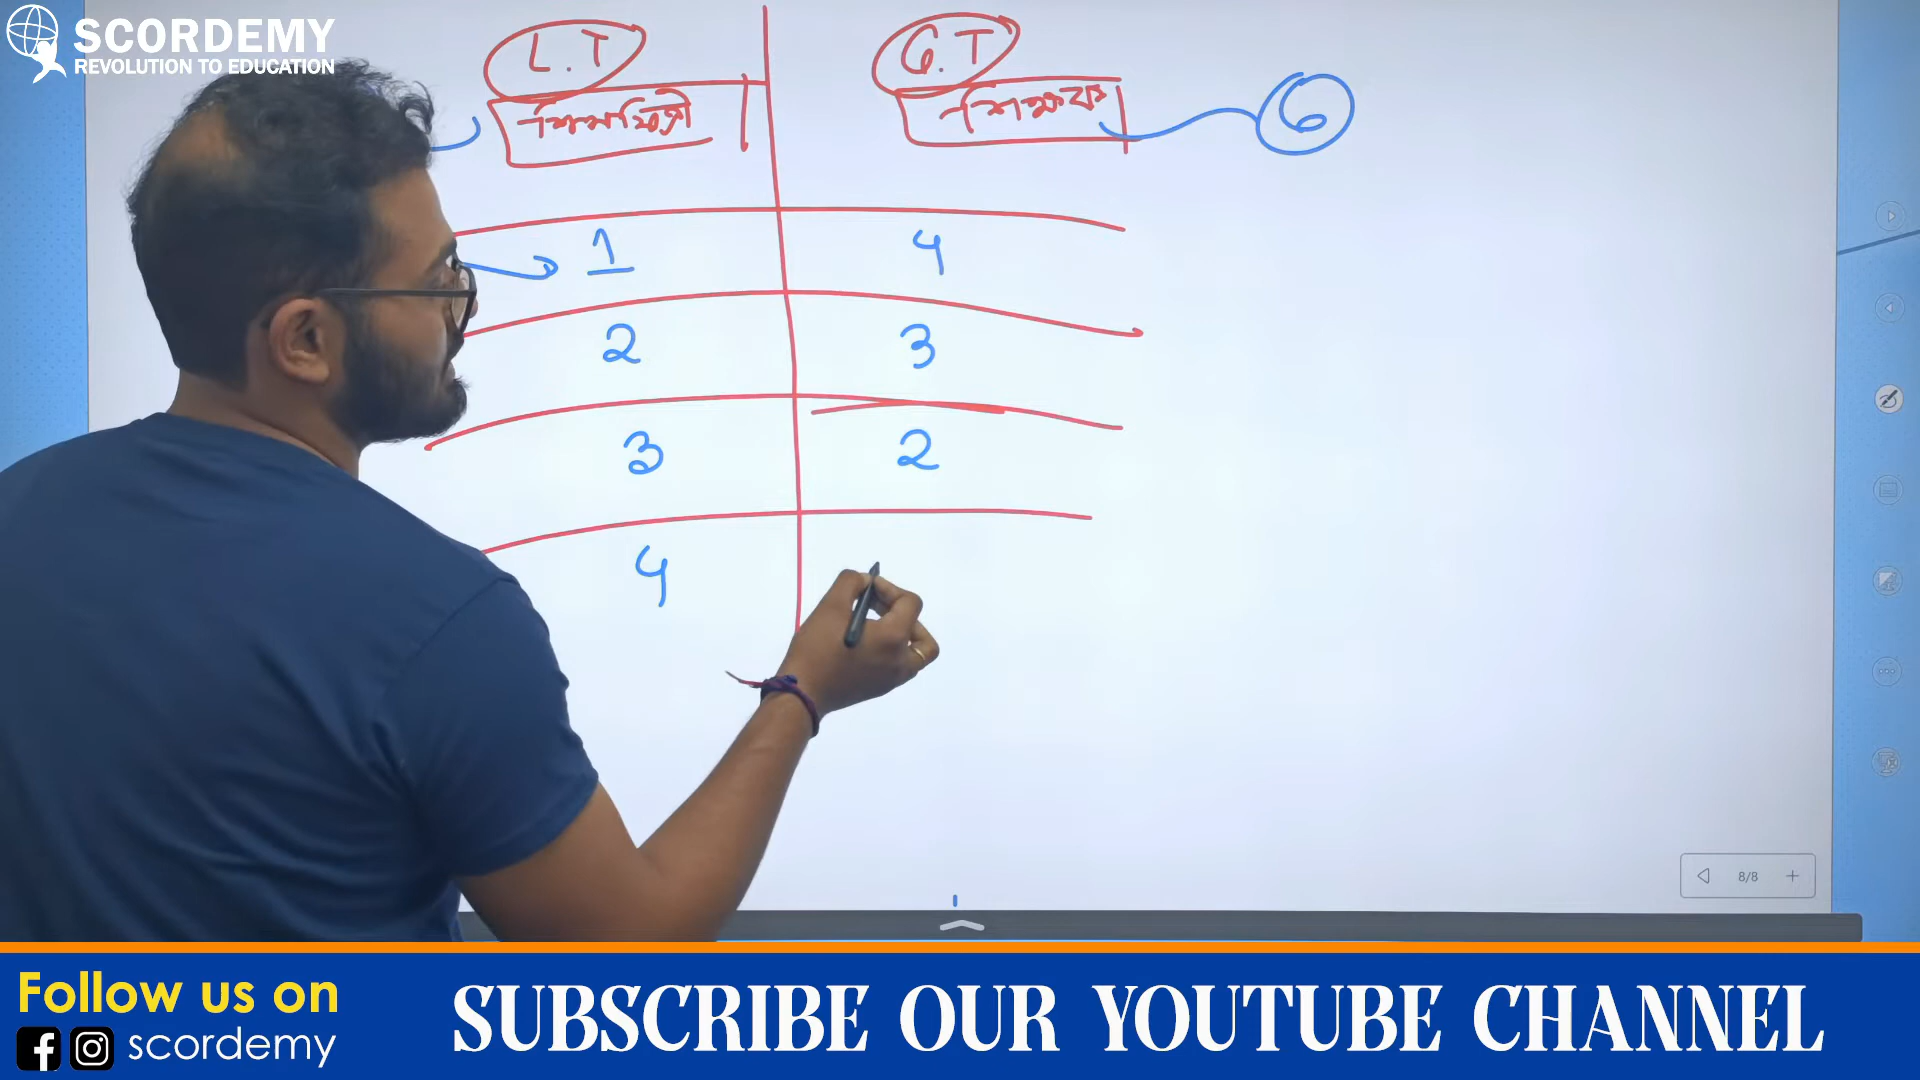 SCORDEMY
REVOLUTION TO EDUCATION
L.T
G.T
শিক্ষয়িত্রী
শিক্ষক
6
1
4
2
3
3
2
4
8/8
Follow us on
scordemy
SUBSCRIBE OUR YOUTUBE CHANNEL